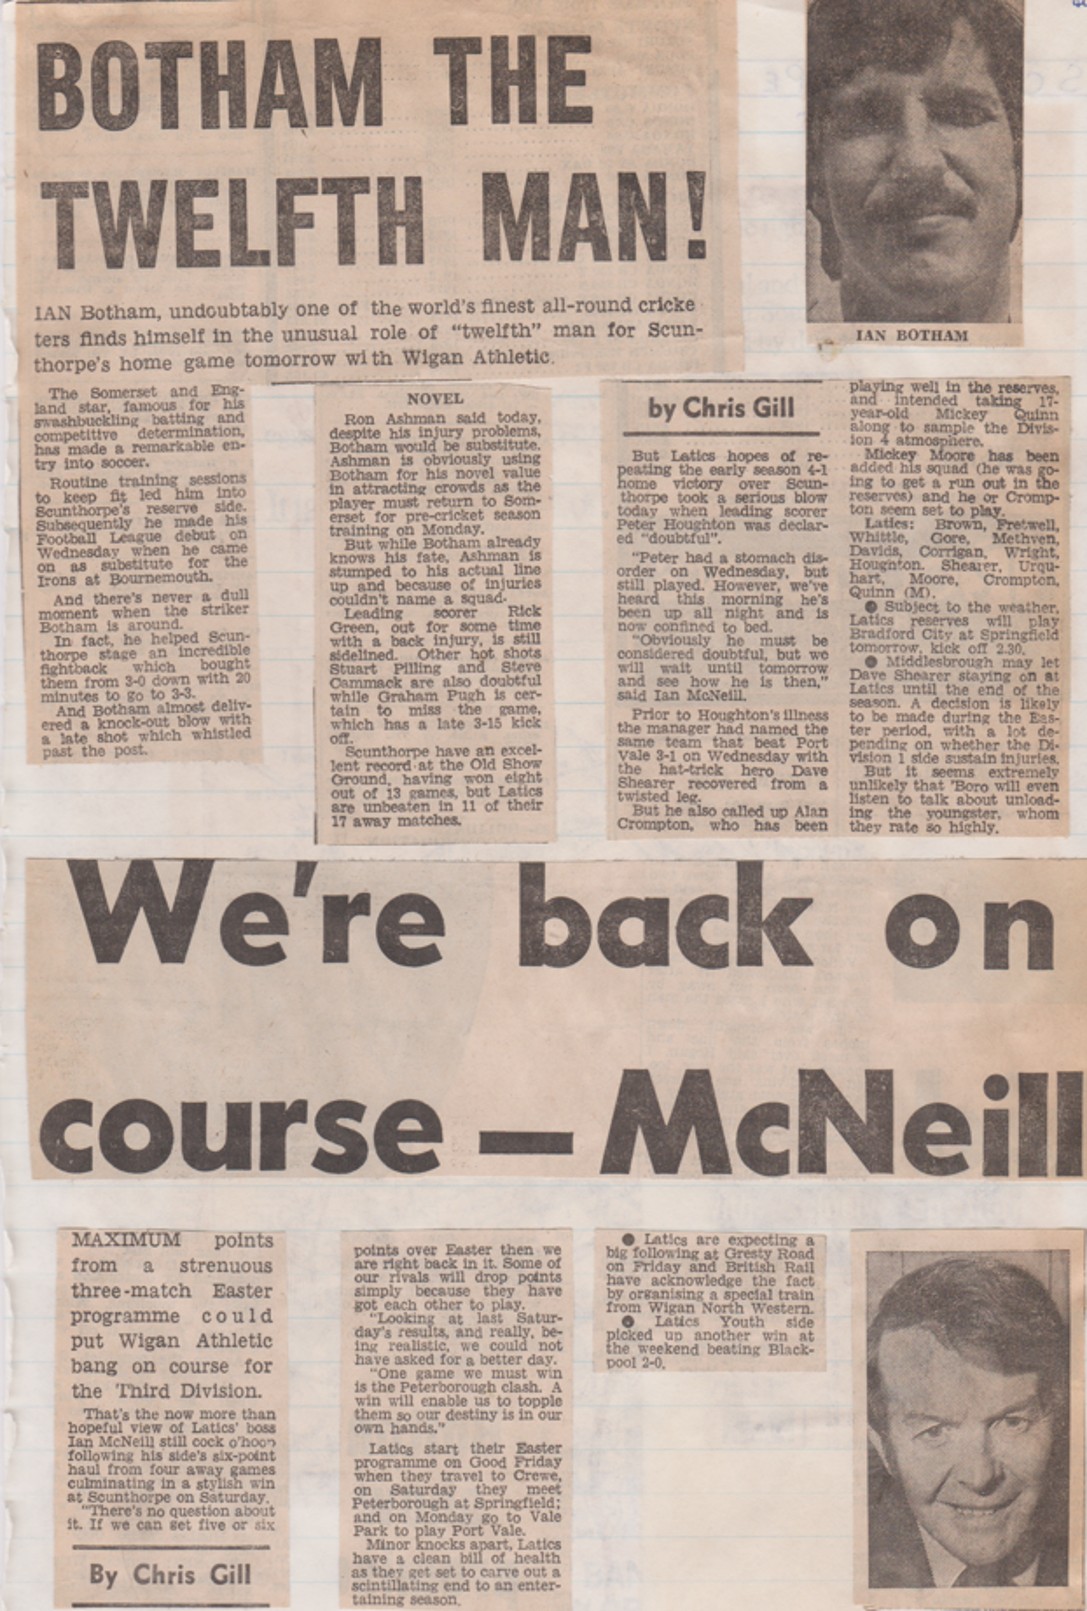 BOTHAM THE
TWELFTH MAN!
IAN Botham, undoubtably one of the world's finest all-round cricke
ters finds himself in the unusual role of "twelfth" man for Scun-
thorpe's home game tomorrow with Wigan Athletic.
IAN BOTHAM
The Somerset and Eng-
land star, famous for his
swashbuckling batting and
competitive determination,
has made a remarkable en-
try into soccer.
Routine training sessions
to keep fit led him into
Scunthorpe's reserve side.
Subsequently he made his
Football League debut on
Wednesday when he came
on as substitute for the
Irons at Bournemouth.
And there's never a dull
moment when the striker
Botham is around.
In fact, he helped Scun-
thorpe stage an incredible
fightback which bought
them from 3-0 down with 20
minutes to go to 3-3.
And Botham almost deliv-
ered a knock-out blow with
a late shot which whistled
past the post.
NOVEL
Ron Ashman said today,
despite his injury problems,
Botham would be substitute.
Ashman is obviously using
Botham for his novel value
in attracting crowds as the
player must return to Som-
erset for pre-cricket season
training on Monday.
But while Botham already
knows his fate, Ashman is
stumped to his actual line
up and because of injuries
couldn't name a squad.
Leading scorer Rick
Green, out for some time
with a back injury, is still
sidelined. Other hot shots
Stuart Pilling and Steve
Cammack are also doubtful
while Graham Pugh is cer-
tain to miss the game,
which has a late 3-15 kick
off.
Scunthorpe have an excel-
lent record at the Old Show
Ground, having won eight
out of 13 games, but Latics
are unbeaten in 11 of their
17 away matches.
by Chris Gill
But Latics hopes of re-
peating the early season 4-1
home victory over Scun-
thorpe took a serious blow
today when leading scorer
Peter Houghton was declar-
ed "doubtful".
"Peter had a stomach dis-
order on Wednesday, but
still played. However, we've
heard this morning he's
been up all night and is
now confined to bed.
"Obviously he must be
considered doubtful, but we
will wait until tomorrow
and see how he is then,"
said Ian McNeill.
Prior to Houghton's illness
the manager had named the
same team that beat Port
Vale 3-1 on Wednesday with
the hat-trick hero Dave
Shearer recovered from a
twisted leg.
But he also called up Alan
Crompton, who has been
playing well in the reserves,
and intended taking 17-
year-old Mickey Quinn
along to sample the Divis-
ion 4 atmosphere.
Mickey Moore has been
added his squad (he was go-
ing to get a run out in the
reserves) and he or Cromp-
ton seem set to play.
Latics: Brown, Fretwell,
Whittle, Gore, Methven,
Davids, Corrigan, Wright,
Houghton. Shearer, Urqu-
hart, Moore, Crompton,
Quinn (M).
● Subject to the weather,
Latics reserves will play
Bradford City at Springfield
tomorrow, kick off 2.30.
● Middlesbrough may let
Dave Shearer staying on at
Latics until the end of the
season. A decision is likely
to be made during the Eas-
ter period, with a lot de-
pending on whether the Di-
vision 1 side sustain injuries.
But it seems extremely
unlikely that 'Boro will even
listen to talk about unload-
ing the youngster, whom
they rate so highly.
We're back on
course — McNeill
MAXIMUM points
from a strenuous
three-match Easter
programme could
put Wigan Athletic
bang on course for
the Third Division.
That's the now more than
hopeful view of Latics' boss
Ian McNeill still cock o'hoop
following his side's six-point
haul from four away games
culminating in a stylish win
at Scunthorpe on Saturday.
"There's no question about
it. If we can get five or six
By Chris Gill
points over Easter then we
are right back in it. Some of
our rivals will drop points
simply because they have
got each other to play.
"Looking at last Satur-
day's results, and really, be-
ing realistic, we could not
have asked for a better day.
"One game we must win
is the Peterborough clash. A
win will enable us to topple
them so our destiny is in our
own hands."
Latics start their Easter
programme on Good Friday
when they travel to Crewe,
on Saturday they meet
Peterborough at Springfield;
and on Monday go to Vale
Park to play Port Vale.
Minor knocks apart, Latics
have a clean bill of health
as they get set to carve out a
scintillating end to an enter-
taining season.
● Latics are expecting a
big following at Gresty Road
on Friday and British Rail
have acknowledge the fact
by organising a special train
from Wigan North Western.
● Latics Youth side
picked up another win at
the weekend beating Black-
pool 2-0.